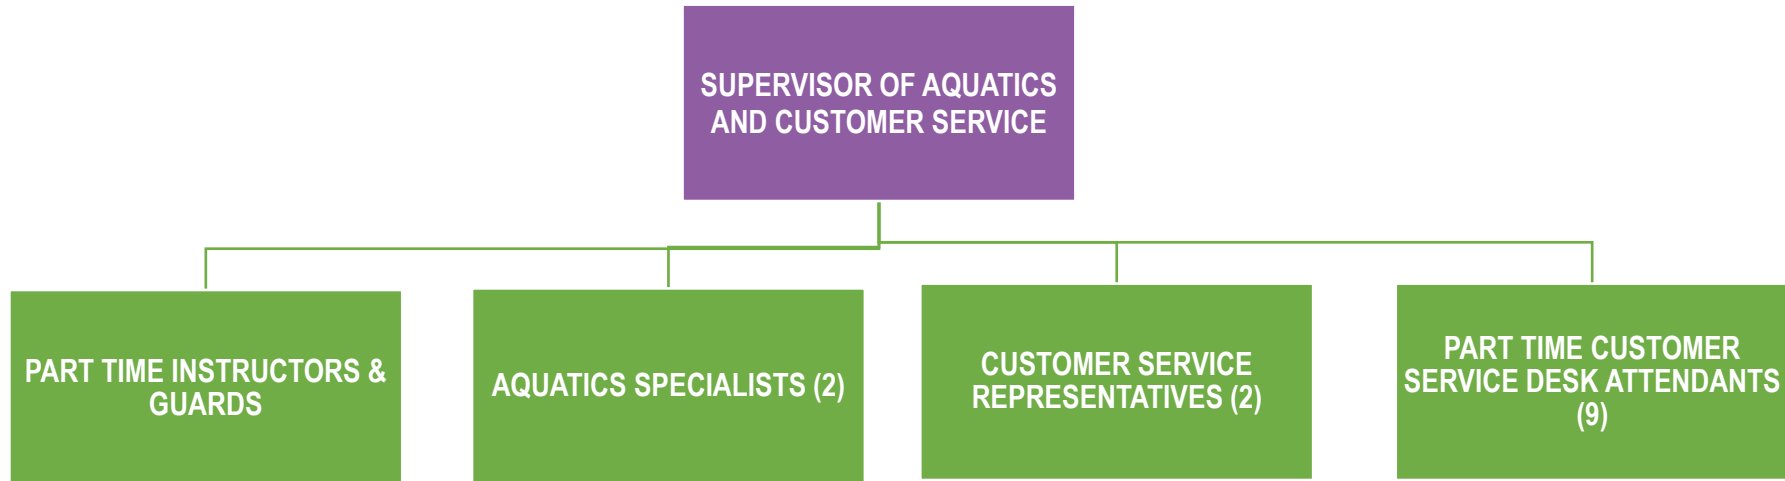 SUPERVISOR OF AQUATICS
AND CUSTOMER SERVICE
PART TIME INSTRUCTORS &
GUARDS
AQUATICS SPECIALISTS (2)
CUSTOMER SERVICE
REPRESENTATIVES (2)
PART TIME CUSTOMER
SERVICE DESK ATTENDANTS
(9)